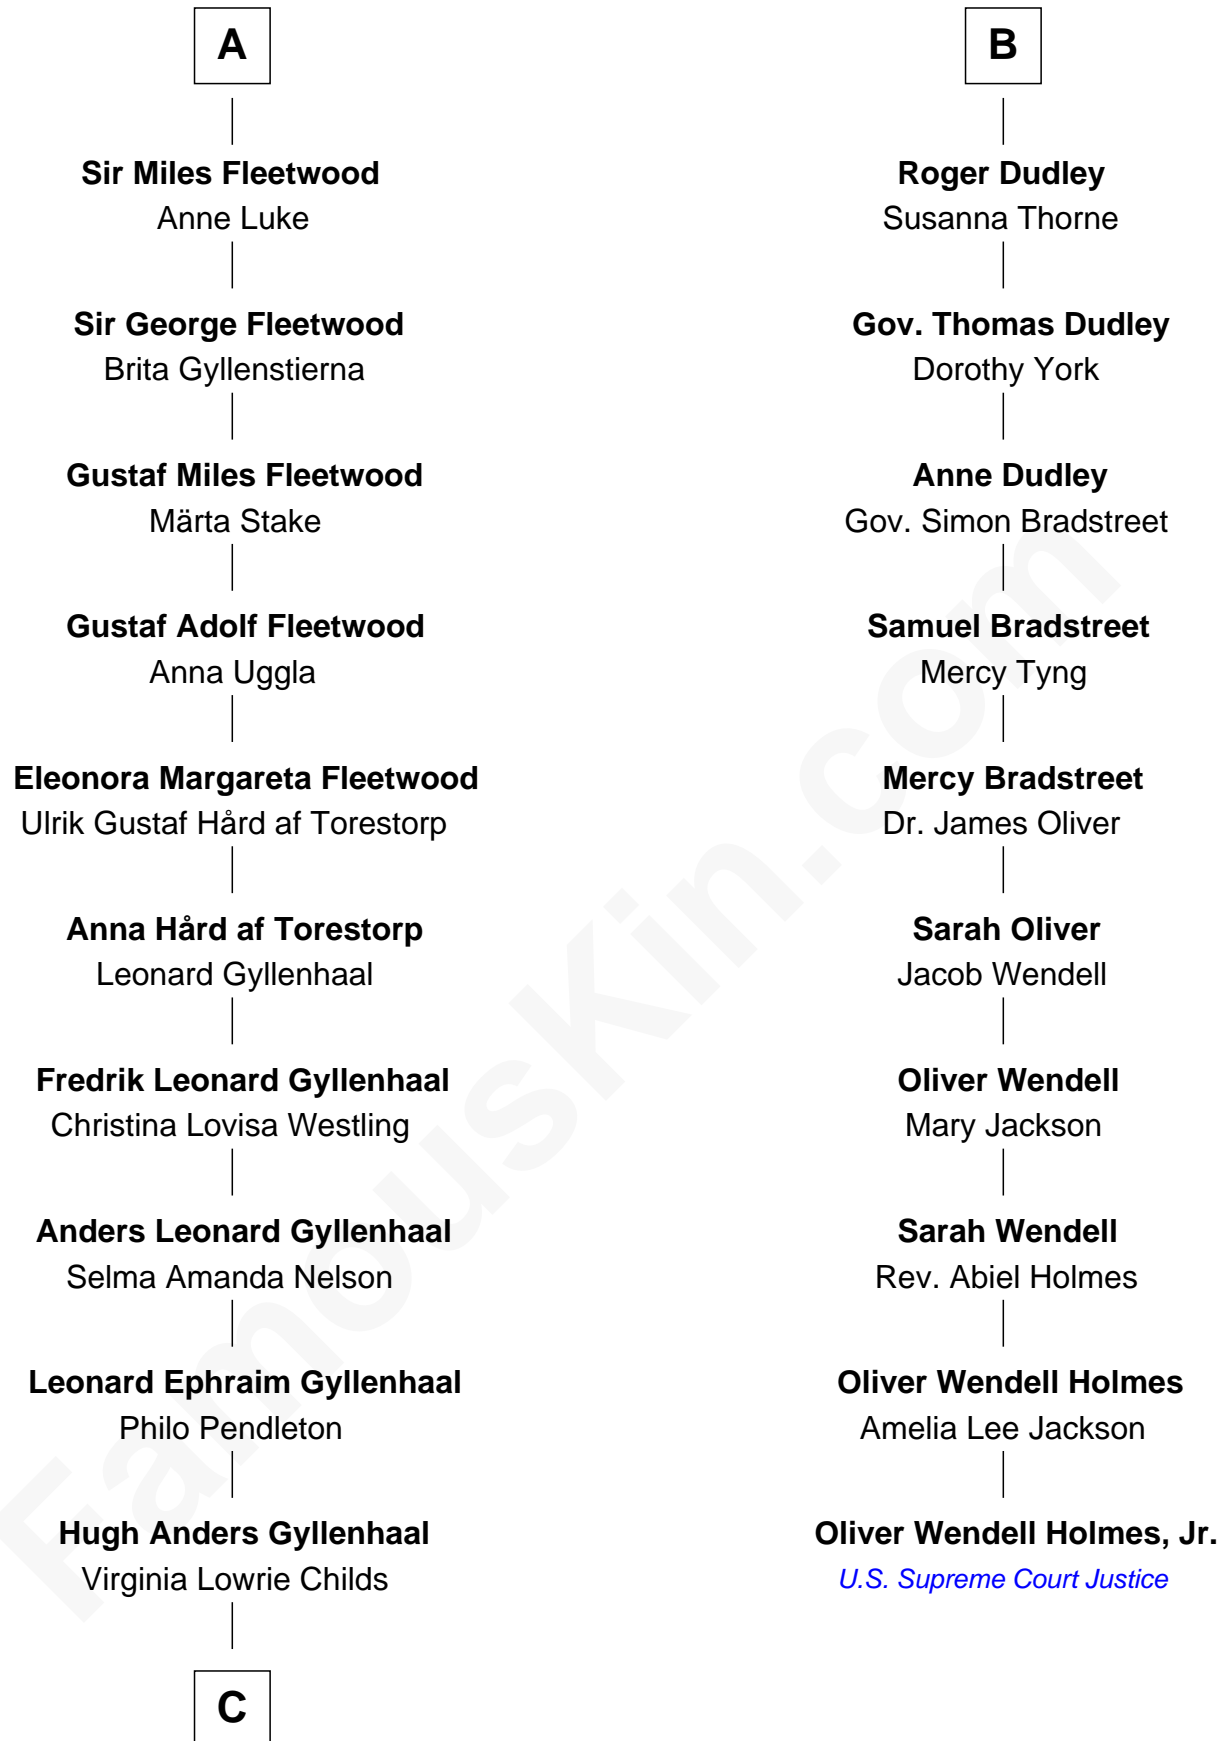 A
Sir Miles Fleetwood
Anne Luke
Sir George Fleetwood
Brita Gyllenstierna
Gustaf Miles Fleetwood
Märta Stake
Gustaf Adolf Fleetwood
Anna Uggla
Eleonora Margareta Fleetwood
Ulrik Gustaf Hård af Torestorp
Anna Hård af Torestorp
Leonard Gyllenhaal
Fredrik Leonard Gyllenhaal
Christina Lovisa Westling
Anders Leonard Gyllenhaal
Selma Amanda Nelson
Leonard Ephraim Gyllenhaal
Philo Pendleton
Hugh Anders Gyllenhaal
Virginia Lowrie Childs
C
B
Roger Dudley
Susanna Thorne
Gov. Thomas Dudley
Dorothy York
Anne Dudley
Gov. Simon Bradstreet
Samuel Bradstreet
Mercy Tyng
Mercy Bradstreet
Dr. James Oliver
Sarah Oliver
Jacob Wendell
Oliver Wendell
Mary Jackson
Sarah Wendell
Rev. Abiel Holmes
Oliver Wendell Holmes
Amelia Lee Jackson
Oliver Wendell Holmes, Jr.
U.S. Supreme Court Justice
FamousKin.com